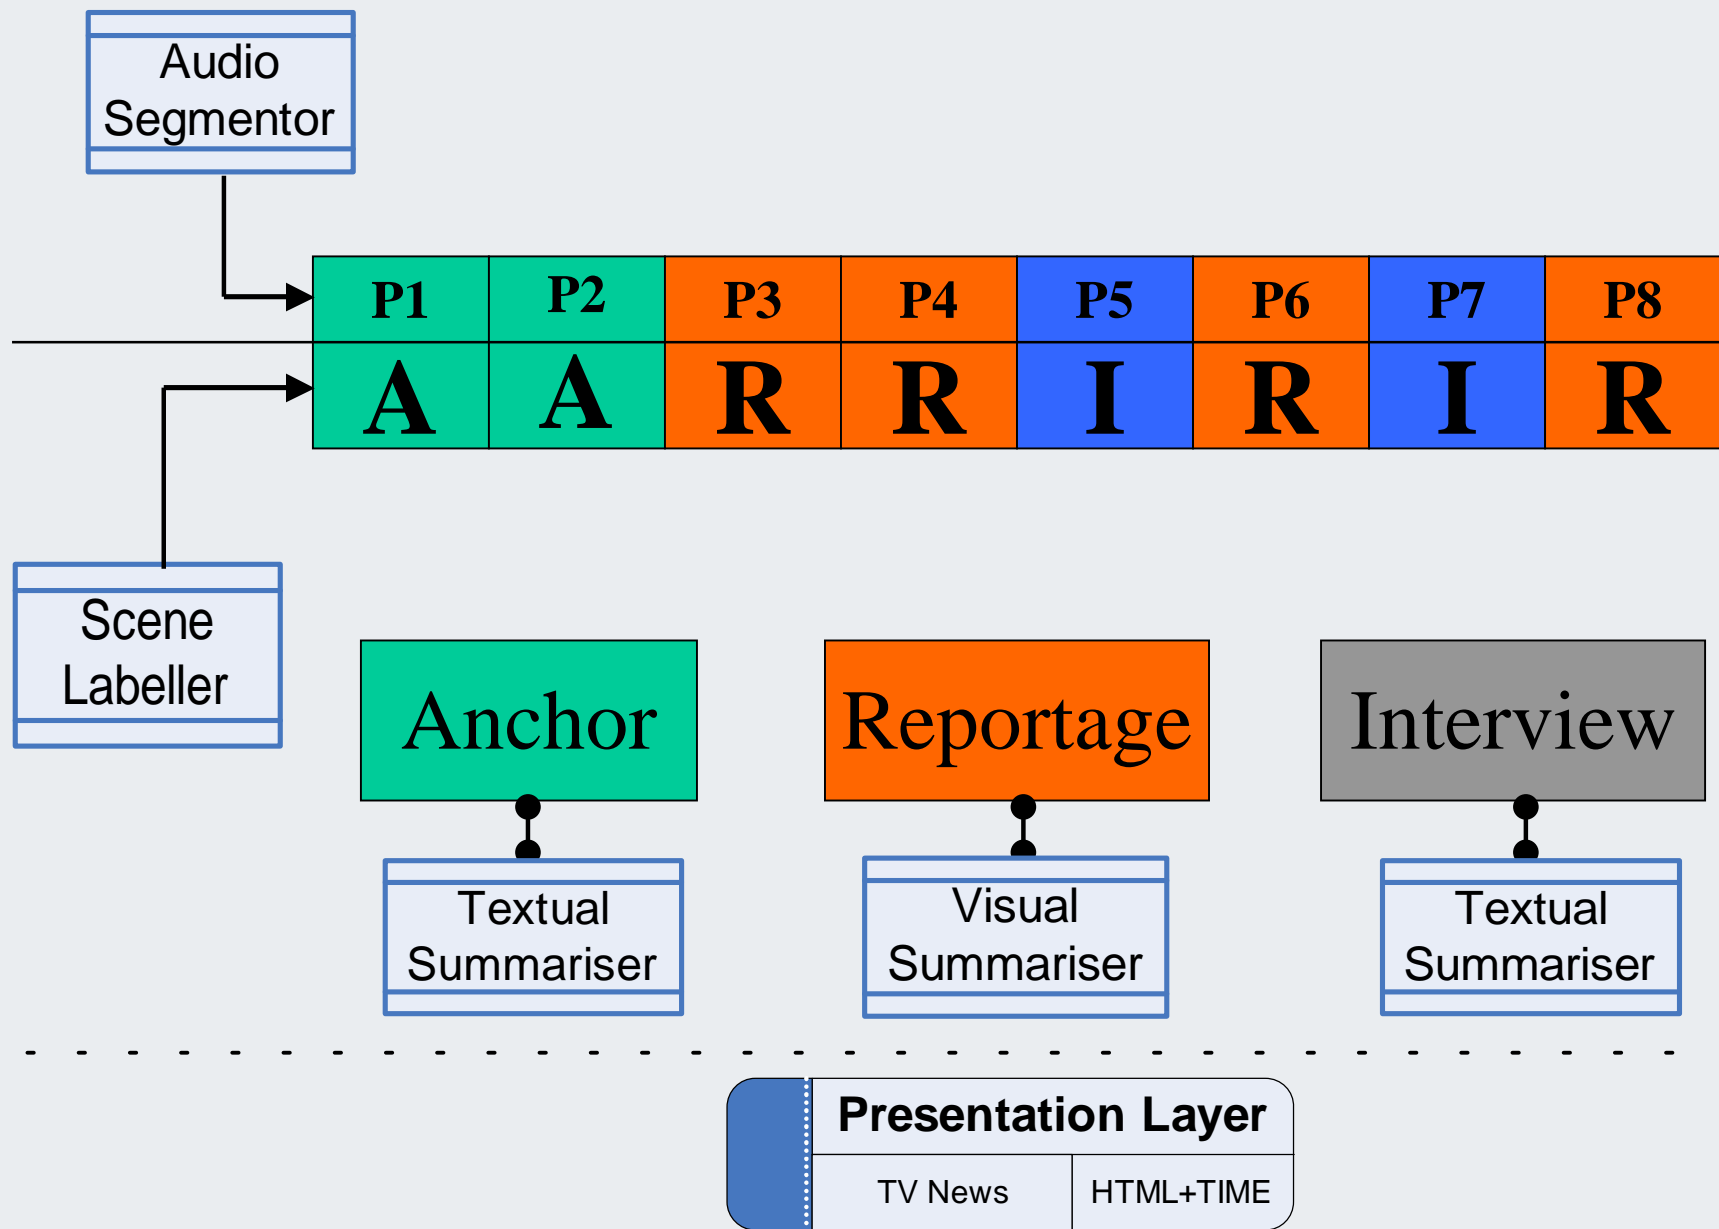 Audio
Segmentor
P1 P2 P3 P4 P5 P6 P7 P8
A A R R I R I R
Scene
Labeller
Anchor Reportage Interview
Textual
Summariser
Visual
Summariser
Textual
Summariser
Presentation Layer
TV News HTML+TIME